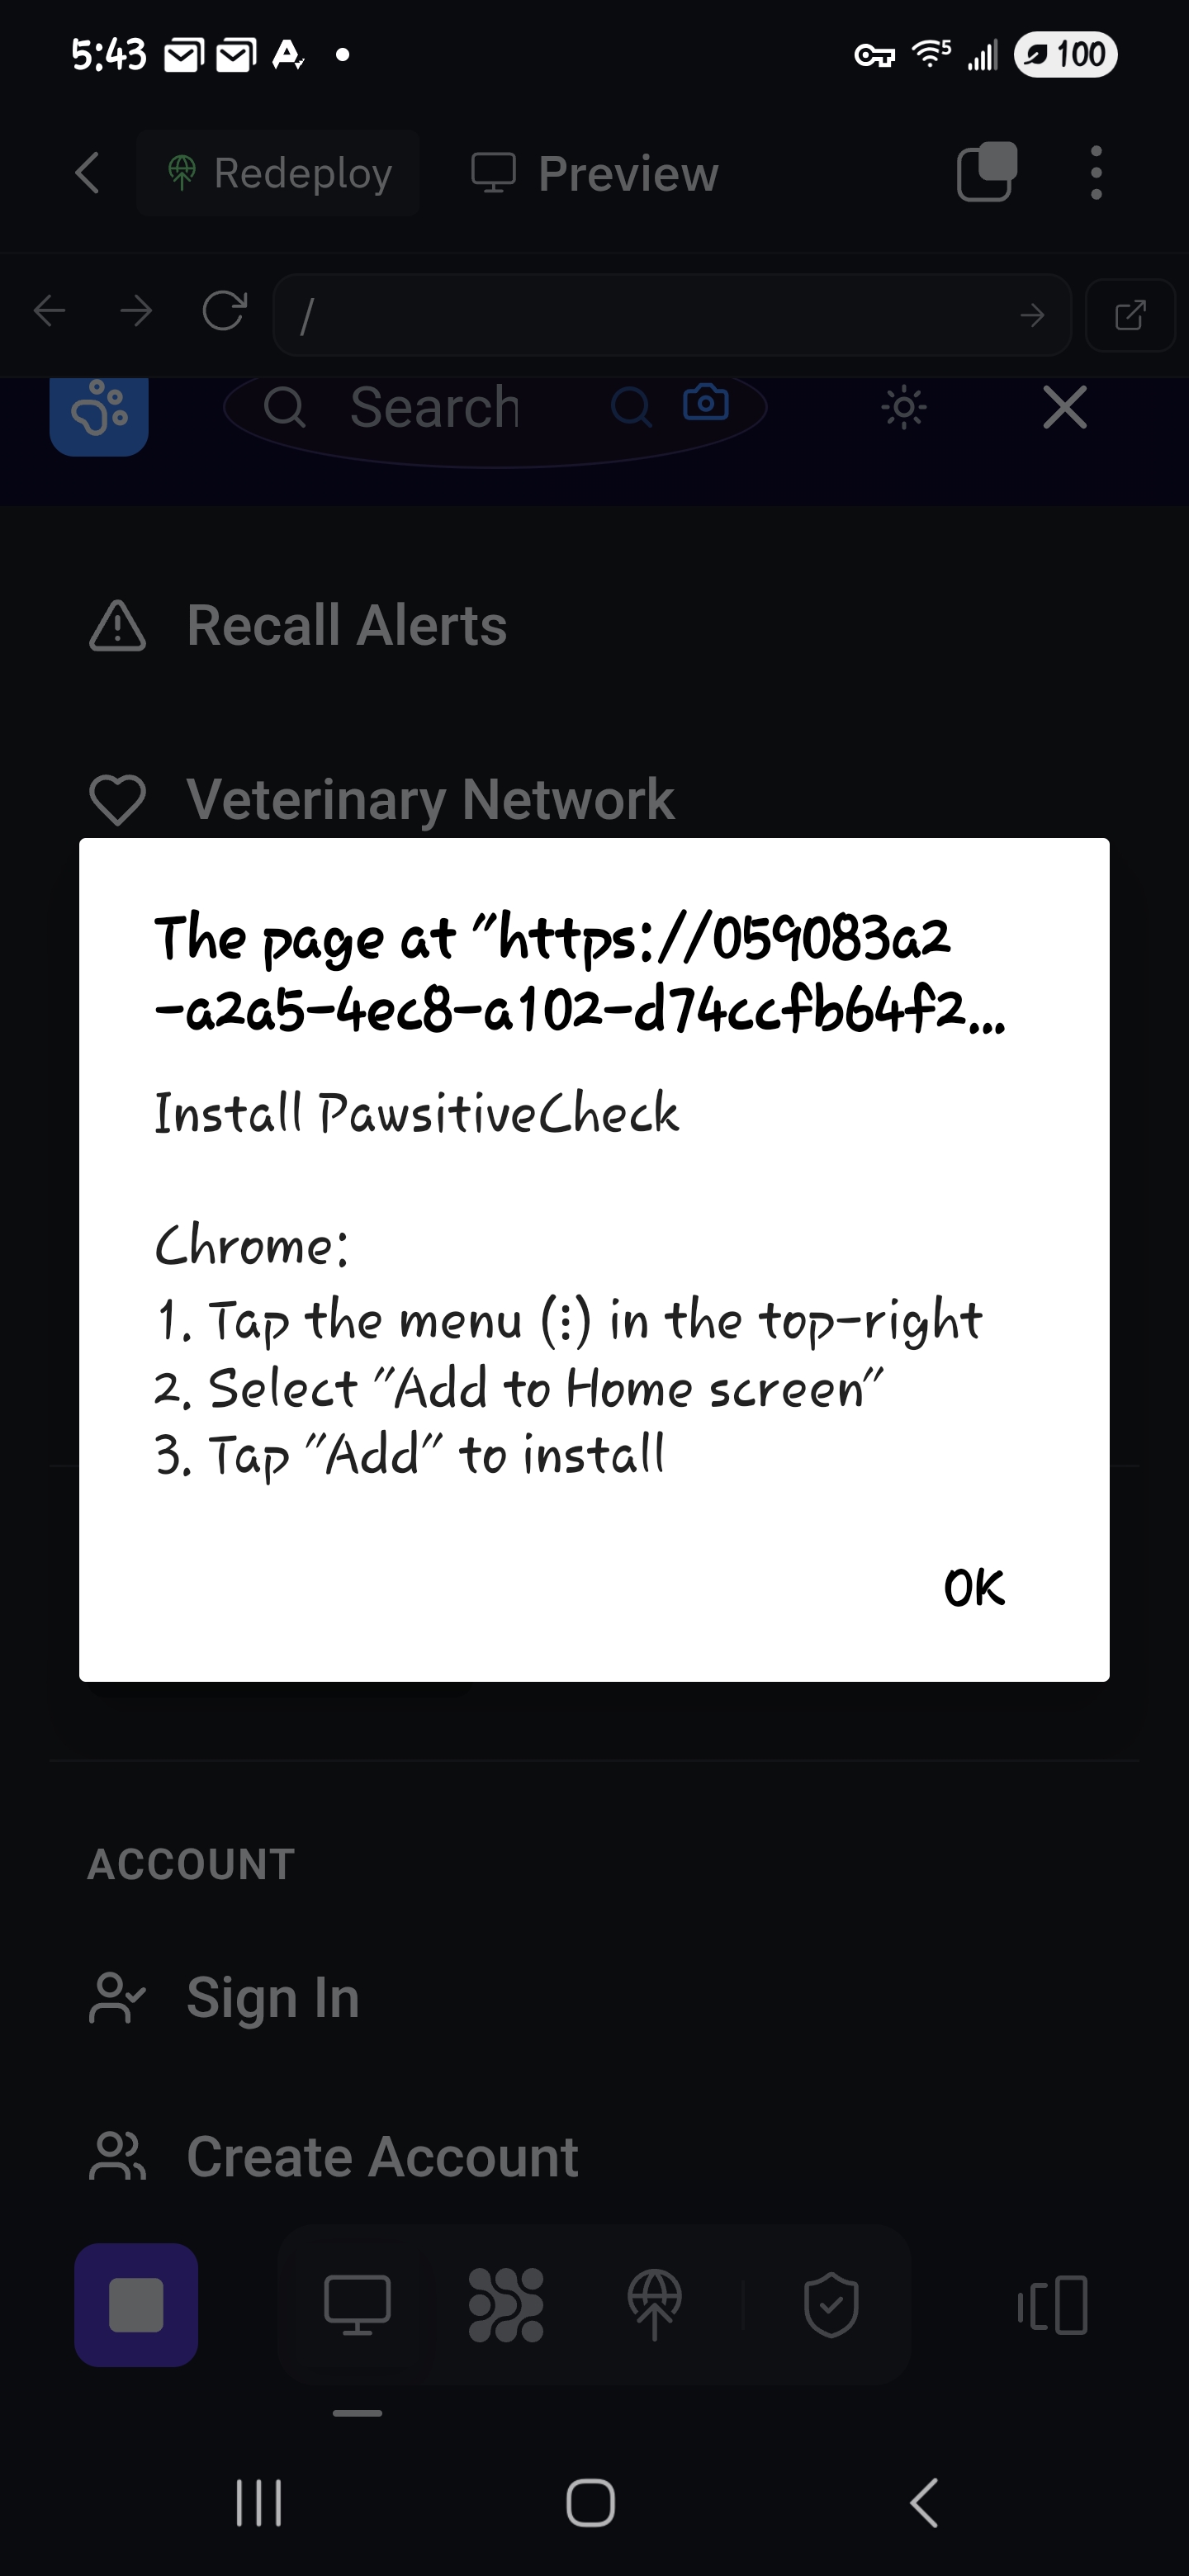 5:43
5
100
Redeploy
Preview
/
Search
Recall Alerts
Veterinary Network
The page at "https://059083a2
-a2a5-4ec8-a102-d74ccfb64f2...
Install PawsitiveCheck
Chrome:
1. Tap the menu (⋮) in the top-right
2. Select "Add to Home screen"
3. Tap "Add" to install
OK
ACCOUNT
Sign In
Create Account